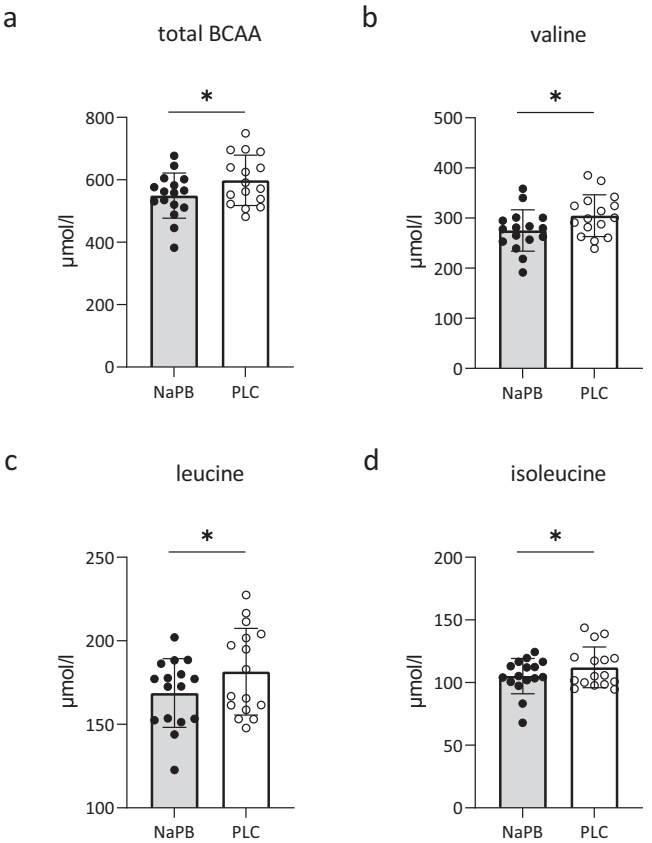 a
total BCAA
*
800
600
400
200
0
µmol/l
NaPB
PLC
b
valine
*
500
400
300
200
100
0
µmol/l
NaPB
PLC
c
leucine
*
250
200
150
100
µmol/l
NaPB
PLC
d
isoleucine
*
200
150
100
50
0
µmol/l
NaPB
PLC